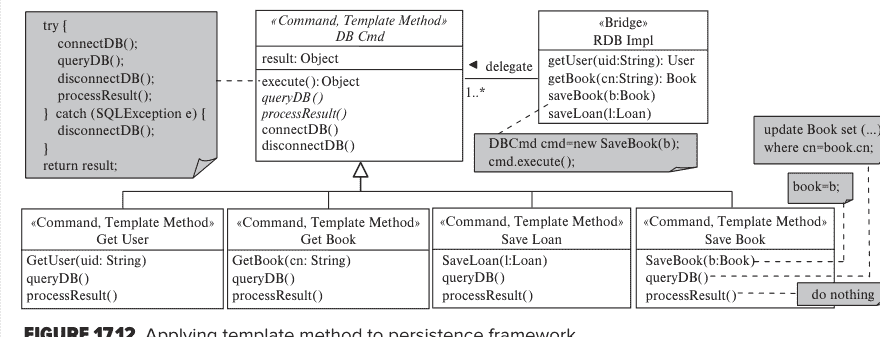 try {
connectDB();
queryDB();
disconnectDB();
processResult();
} catch (SQLException e) {
disconnectDB();
}
return result;
«Command, Template Method»
DB Cmd
result: Object
execute(): Object
queryDB()
processResult()
connectDB()
disconnectDB()
◄ delegate
1..*
«Bridge»
RDB Impl
getUser(uid:String): User
getBook(cn:String): Book
saveBook(b:Book)
saveLoan(l:Loan)
DBCmd cmd=new SaveBook(b);
cmd.execute();
update Book set (...)
where cn=book.cn;
book=b;
«Command, Template Method»
Get User
GetUser(uid: String)
queryDB()
processResult()
«Command, Template Method»
Get Book
GetBook(cn: String)
queryDB()
processResult()
«Command, Template Method»
Save Loan
SaveLoan(l:Loan)
queryDB()
processResult()
«Command, Template Method»
Save Book
SaveBook(b:Book)
queryDB()
processResult()
do nothing
FIGURE 17.12 Applying template method to persistence framework